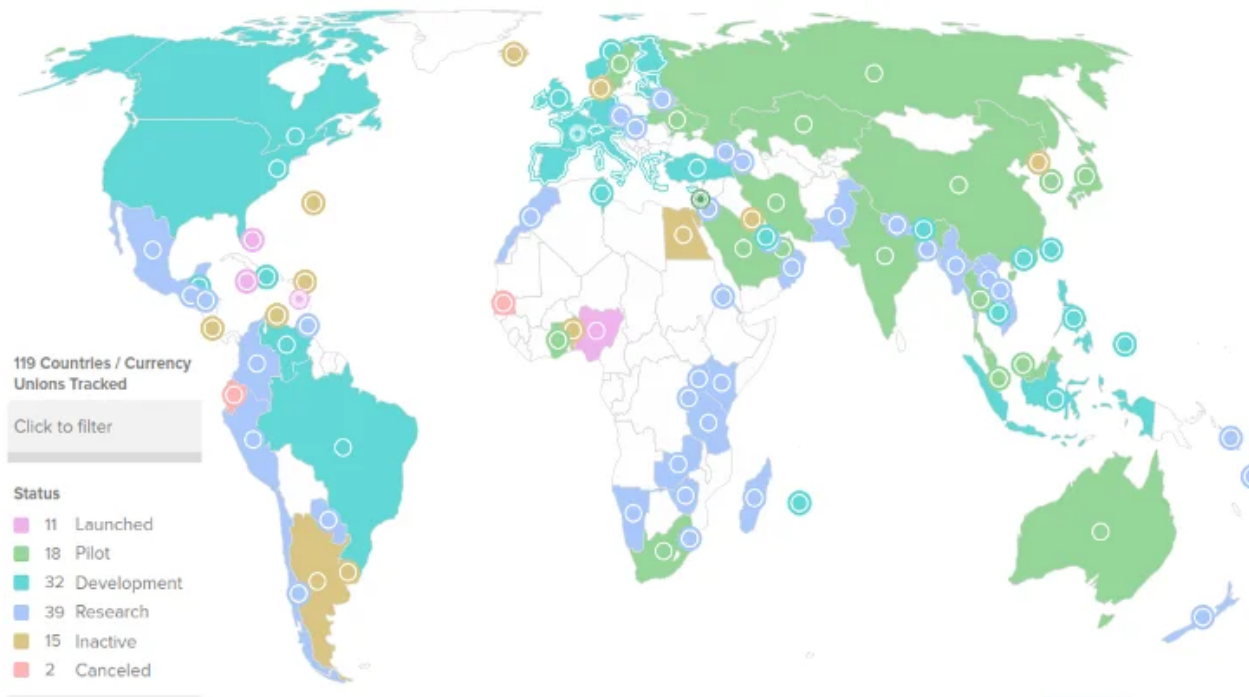 119 Countries / Currency
Unions Tracked
Click to filter
Status
11 Launched
18 Pilot
32 Development
39 Research
15 Inactive
2 Canceled